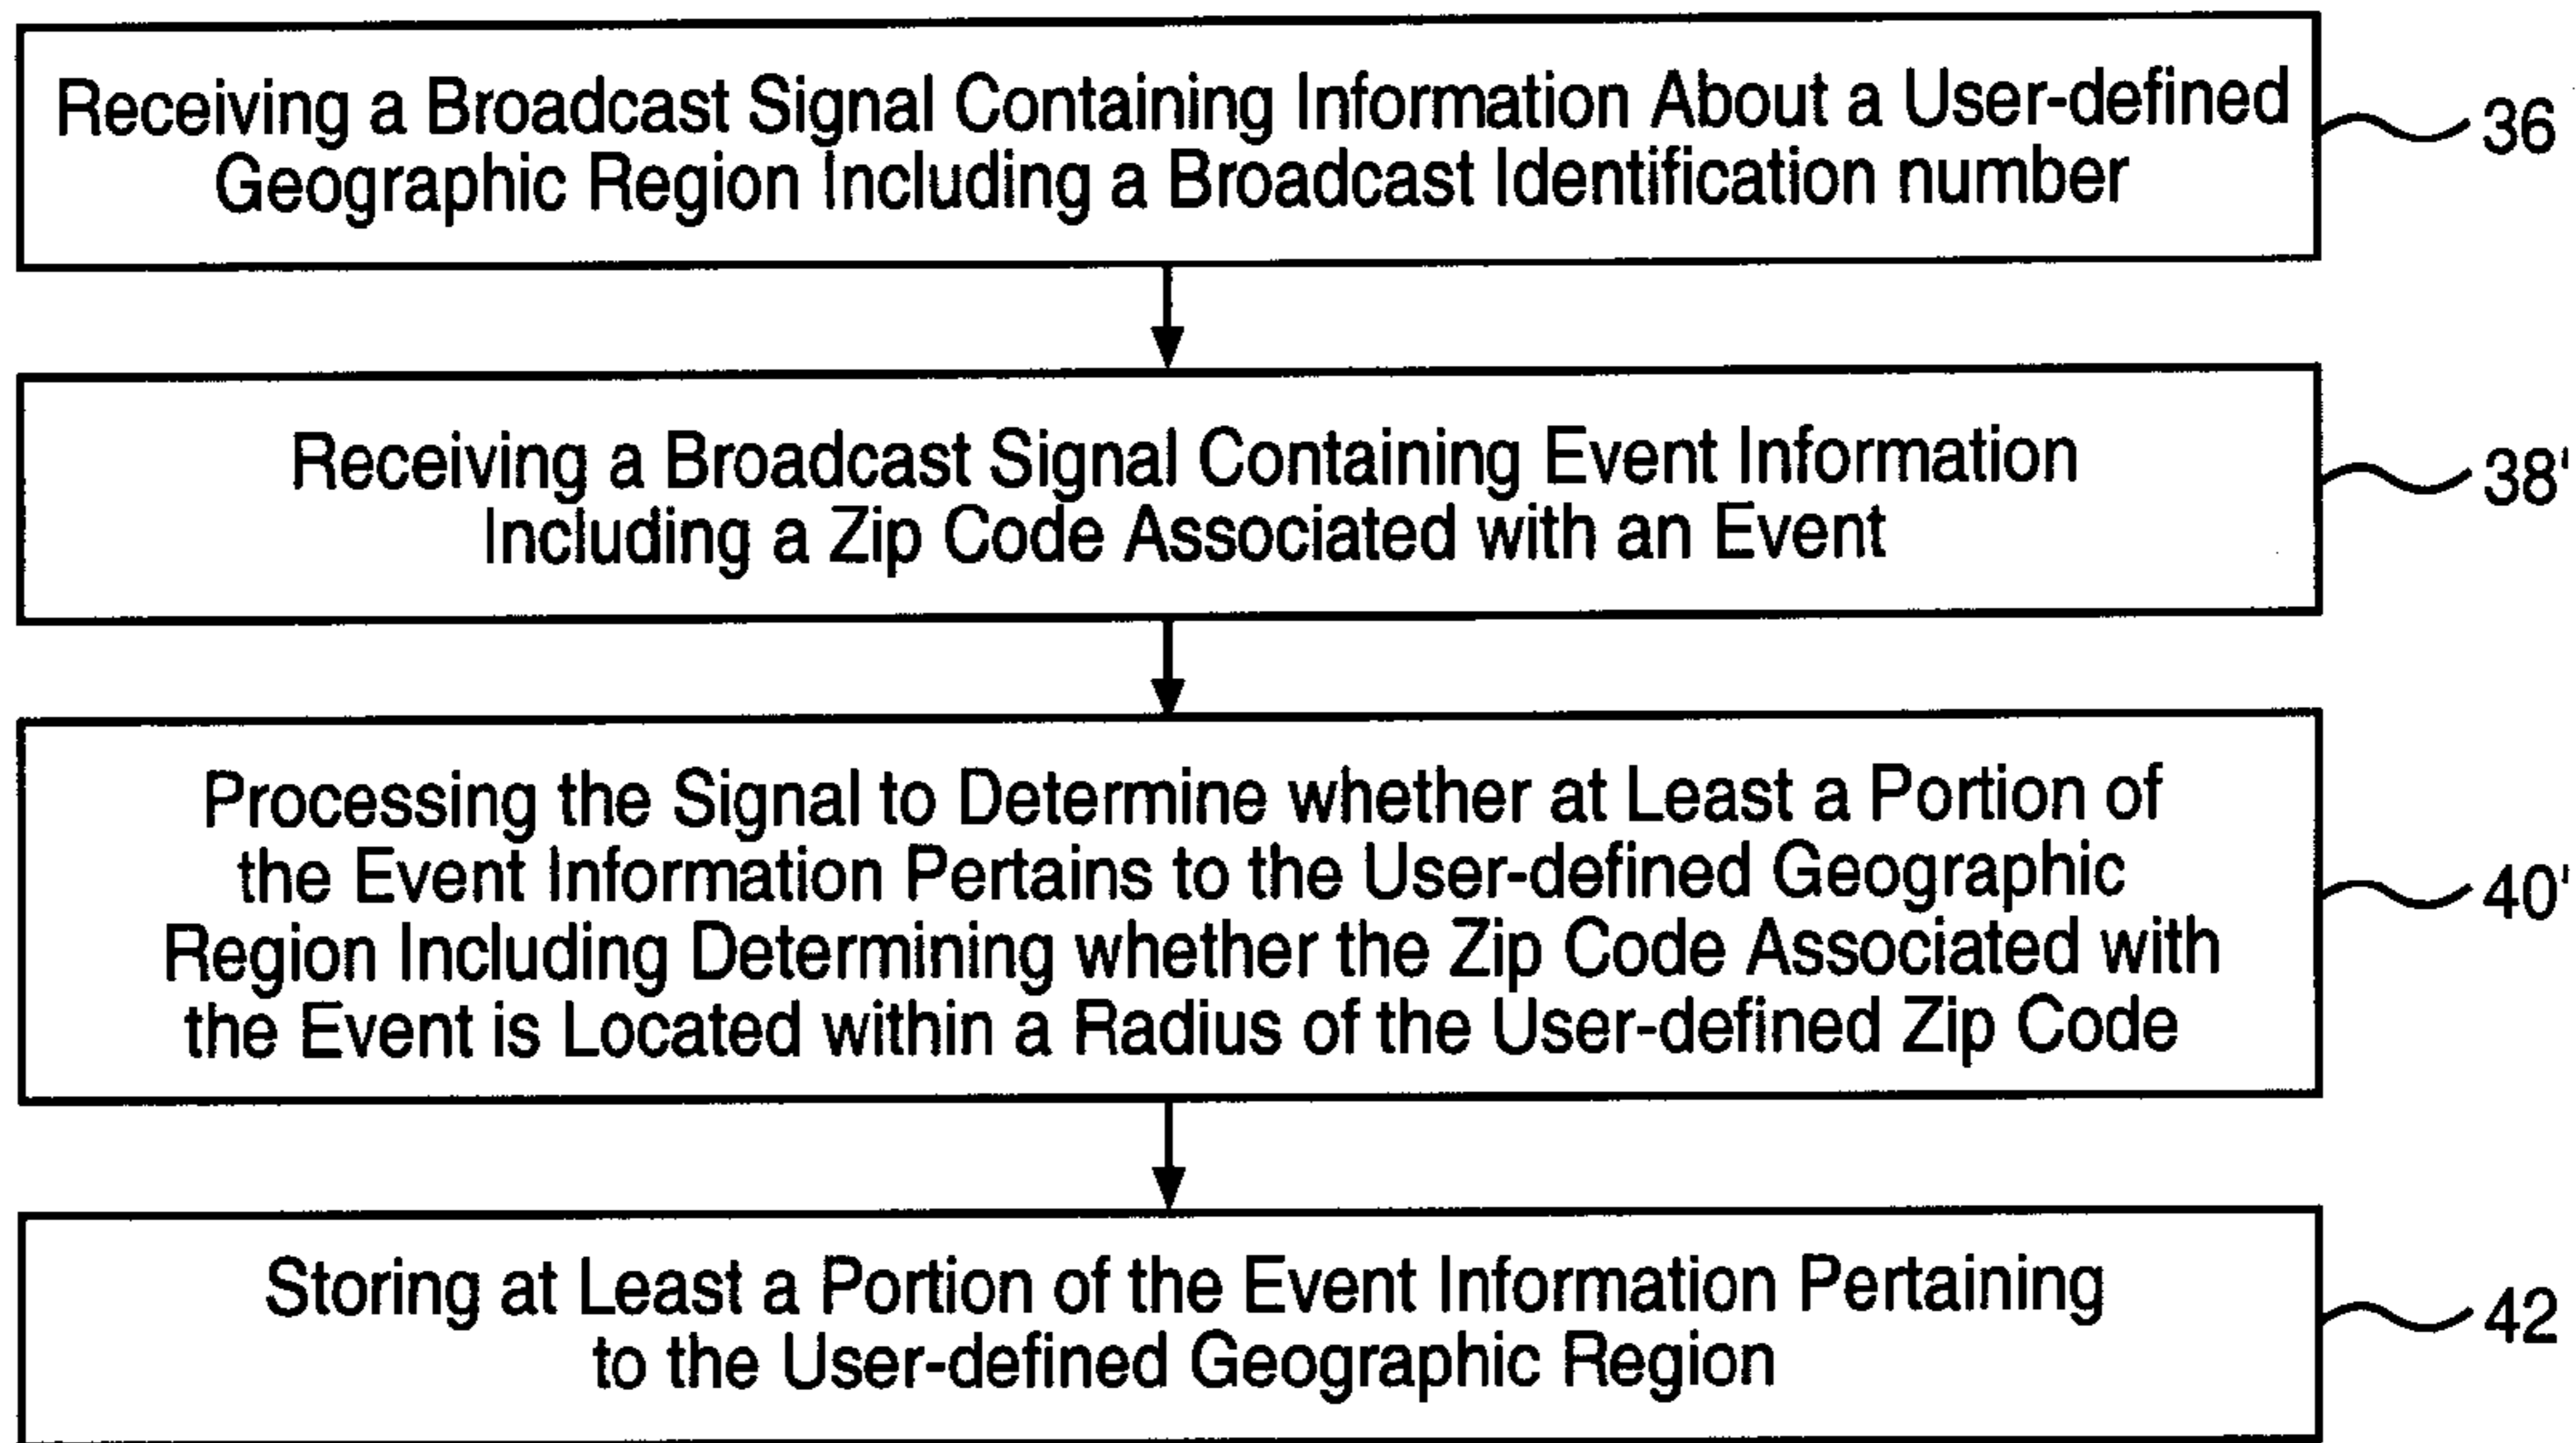 Receiving a Broadcast Signal Containing Information About a User-defined
Geographic Region Including a Broadcast Identification number
36
Receiving a Broadcast Signal Containing Event Information
Including a Zip Code Associated with an Event
38'
Processing the Signal to Determine whether at Least a Portion of
the Event Information Pertains to the User-defined Geographic
Region Including Determining whether the Zip Code Associated with
the Event is Located within a Radius of the User-defined Zip Code
40'
Storing at Least a Portion of the Event Information Pertaining
to the User-defined Geographic Region
42